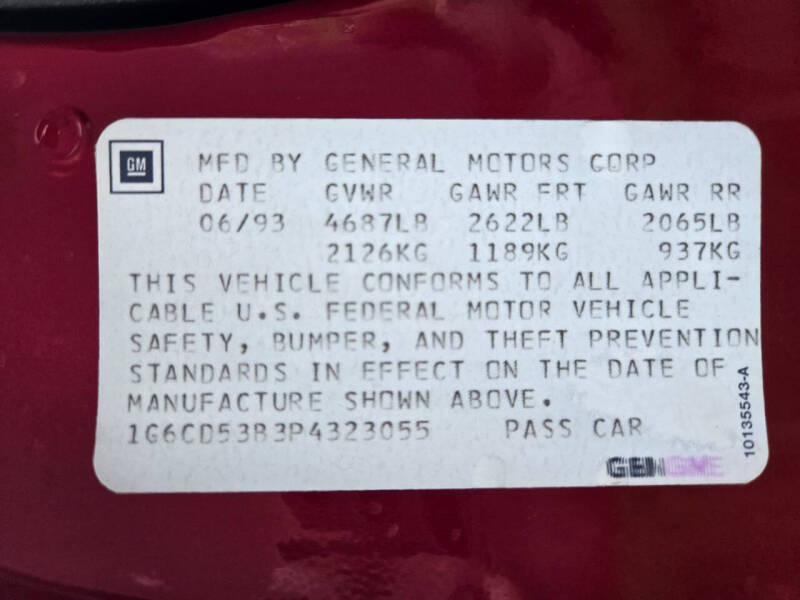 GM
MFD BY GENERAL MOTORS CORP
DATE GVWR GAWR FRT GAWR RR
06/93 4687LB 2622LB 2065LB
2126KG 1189KG 937KG
THIS VEHICLE CONFORMS TO ALL APPLI-
CABLE U.S. FEDERAL MOTOR VEHICLE
SAFETY, BUMPER, AND THEFT PREVENTION
STANDARDS IN EFFECT ON THE DATE OF
MANUFACTURE SHOWN ABOVE.
1G6CD53B3P4323055 PASS CAR
10135543-A